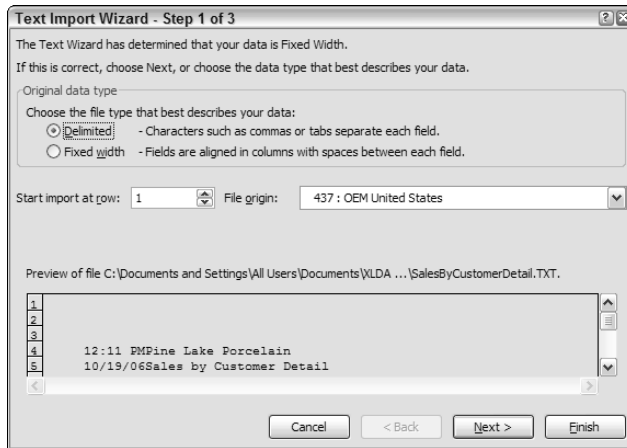 Text Import Wizard - Step 1 of 3
The Text Wizard has determined that your data is Fixed Width.
If this is correct, choose Next, or choose the data type that best describes your data.
Original data type
Choose the file type that best describes your data:
Delimited - Characters such as commas or tabs separate each field.
Fixed width - Fields are aligned in columns with spaces between each field.
Start import at row: 1 File origin: 437 : OEM United States
Preview of file C:\Documents and Settings\All Users\Documents\XLDA ...\SalesByCustomerDetail.TXT.
1
2
3
4 12:11 PMPine Lake Porcelain
5 10/19/06Sales by Customer Detail
Cancel < Back Next > Finish